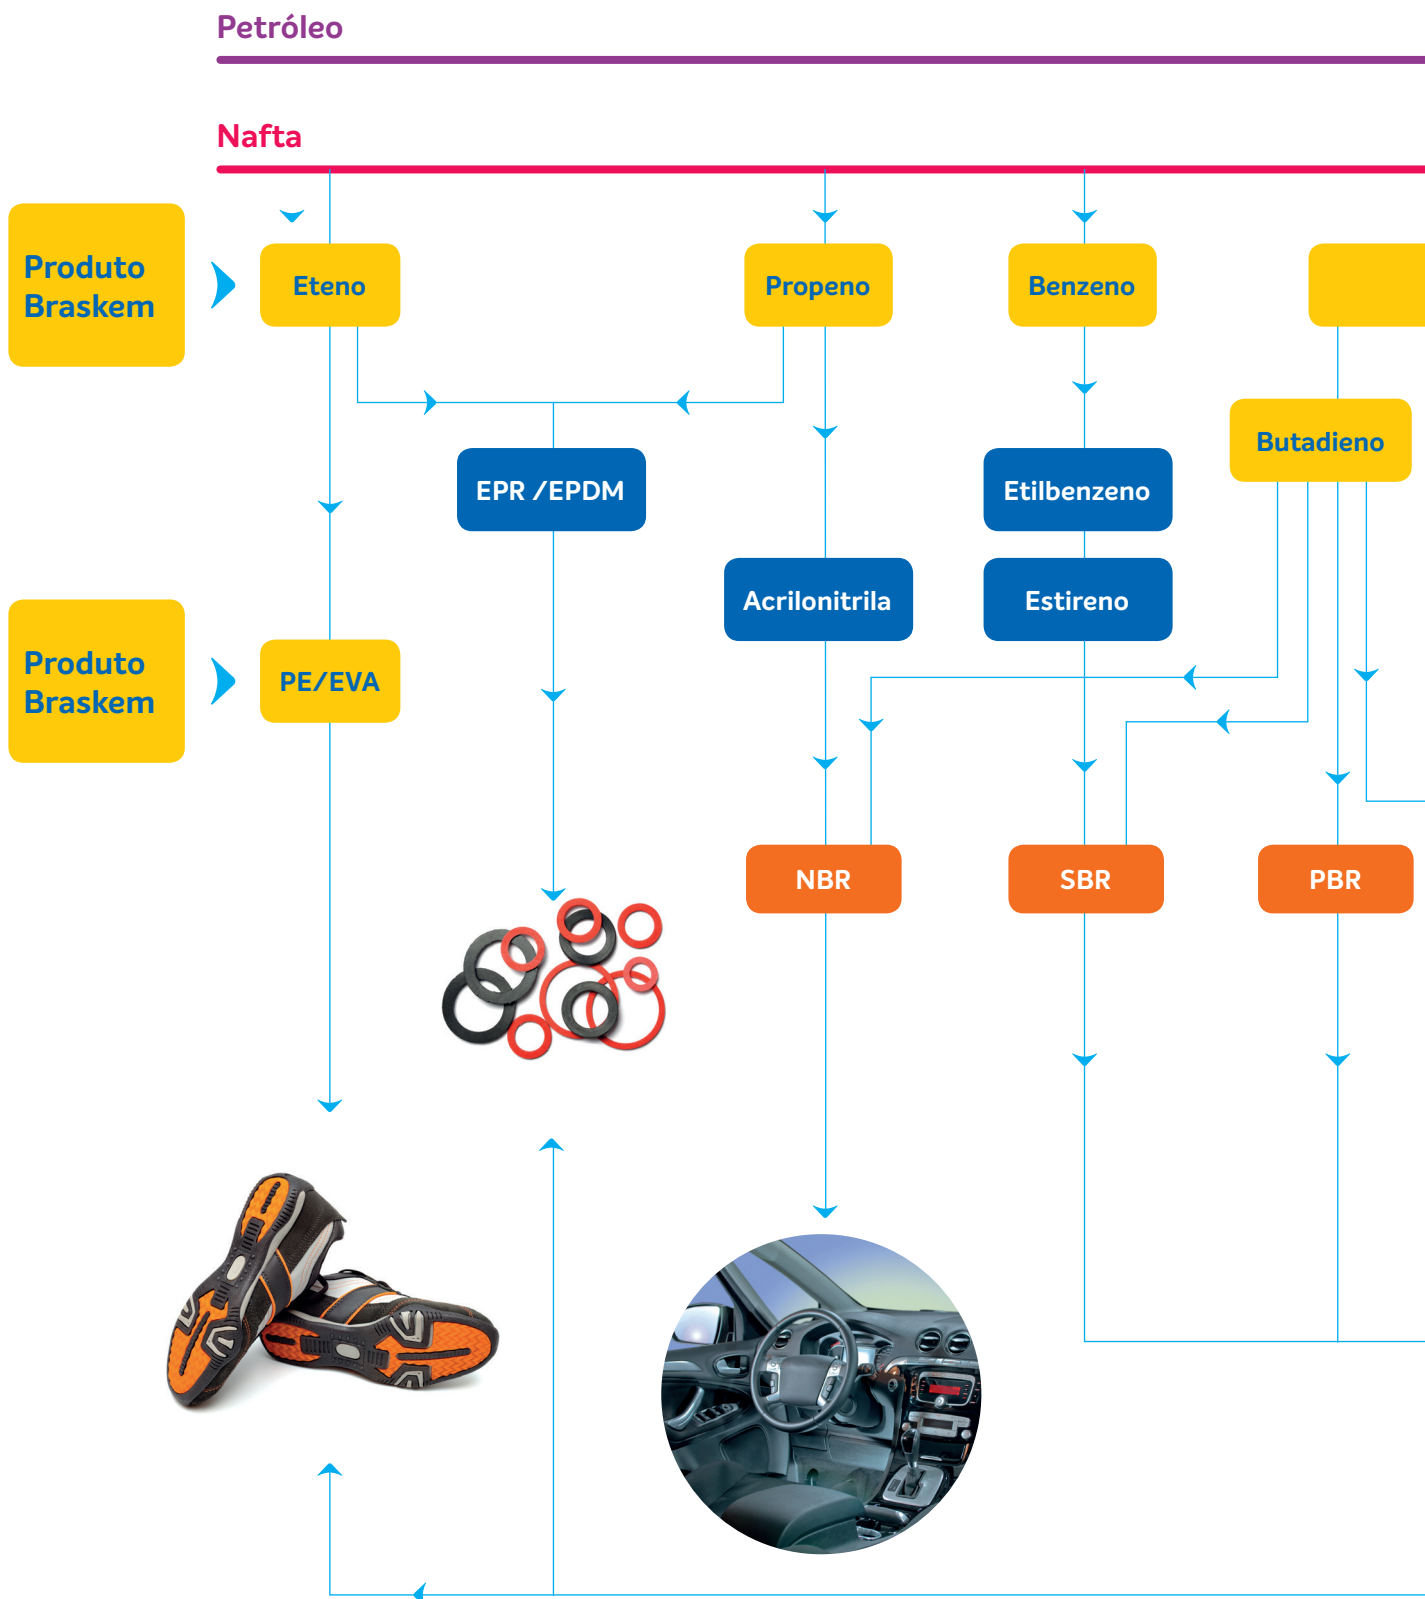 Petróleo
Nafta
Produto
Braskem
Eteno
Propeno
Benzeno
Butadieno
EPR /EPDM
Etilbenzeno
Acrilonitrila
Estireno
Produto
Braskem
PE/EVA
NBR
SBR
PBR